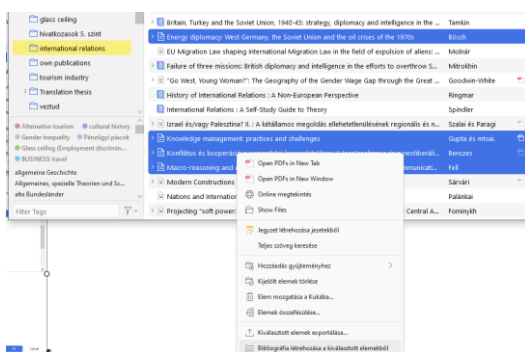 glass ceiling
hivatkozasok 5. szint
international relations
own publications
tourism industry
Translation thesis
veztud
Alternative tourism cultural history
Gender inequality Pénzügyi piacok
Glass ceiling (Employment discrimin...
BUSINESS travel
allgemeine Geschichte
Allgemeines, spezielle Theorien und Sc...
alte Bundesländer
Filter Tags
Britain, Turkey and the Soviet Union, 1940-45: strategy, diplomacy and intelligence in the ... Tamkin
Energy diplomacy: West Germany, the Soviet Union and the oil crises of the 1970s Bösch
EU Migration Law shaping International Migration Law in the field of expulsion of aliens: ... Molnár
Failure of three missions: British diplomacy and intelligence in the efforts to overthrow S... Mitrokhin
"Go West, Young Woman?": The Geography of the Gender Wage Gap through the Great ... Goodwin-White
History of International Relations : A Non-European Perspective Ringmar
International Relations : A Self-Study Guide to Theory Spindler
Izrael és/vagy Palesztina? II. : A kétállamos megoldás ellehetetlenülésének regionális és n... Szalai és Paragi
Knowledge management: practices and challenges Gupta és mtsai.
Konfliktus és kooperáció neoliberáli... Benczes
Macro-reasoning and mmunicati... Fell
Modern Constructions Sárvári
Nations and Internation Palánkai
Projecting "soft power: Central A... Fominykh
Open PDFs in New Tab
Open PDFs in New Window
Online megtekintés
Show Files
Jegyzet létrehozása jezetekből
Teljes szöveg keresése
Hozzáadás gyűjteményhez
Kijelölt elemek törlése
Elem mozgatása a Kukába...
Elemek összefésülése...
Kiválasztott elemek exportálása...
Bibliográfia létrehozása a kiválasztott elemekből